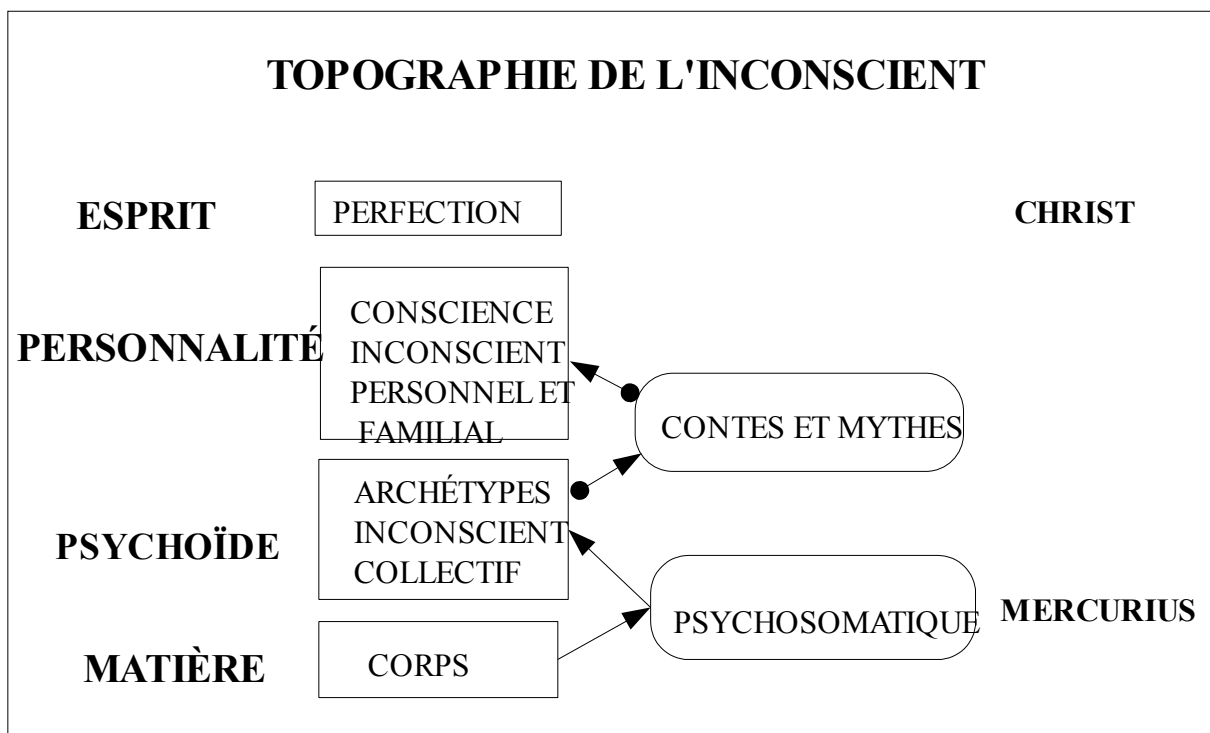 TOPOGRAPHIE DE L'INCONSCIENT
ESPRIT
PERFECTION
CHRIST
PERSONNALITÉ
CONSCIENCE
INCONSCIENT
PERSONNEL ET
FAMILIAL
CONTES ET MYTHES
PSYCHOÏDE
ARCHÉTYPES
INCONSCIENT
COLLECTIF
PSYCHOSOMATIQUE
MERCURIUS
MATIÈRE
CORPS